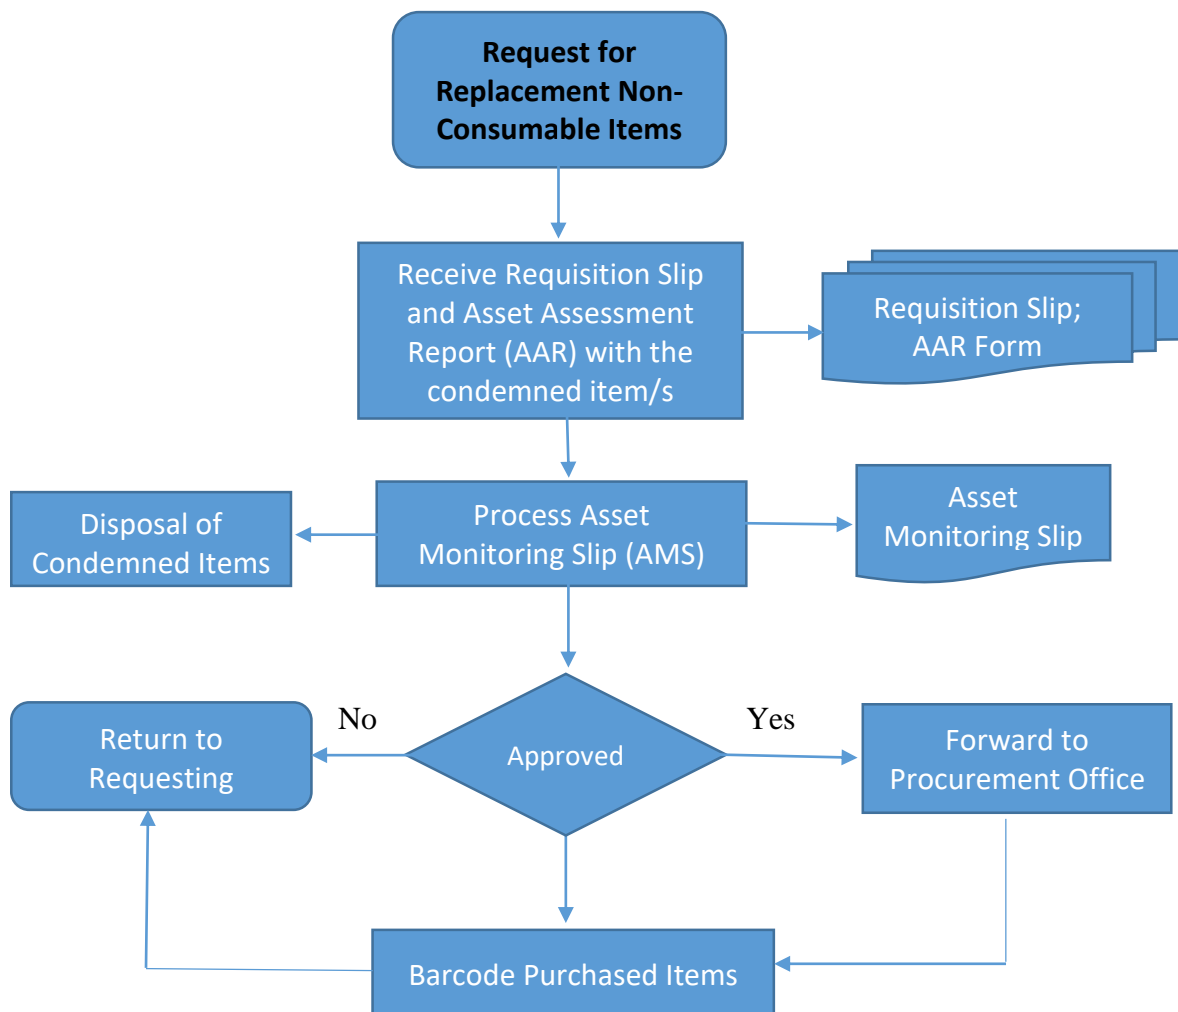 Request for
Replacement Non-
Consumable Items
Receive Requisition Slip
and Asset Assessment
Report (AAR) with the
condemned item/s
Requisition Slip;
AAR Form
Disposal of
Condemned Items
Process Asset
Monitoring Slip (AMS)
Asset
Monitoring Slip
Return to
Requesting
No
Approved
Yes
Forward to
Procurement Office
Barcode Purchased Items